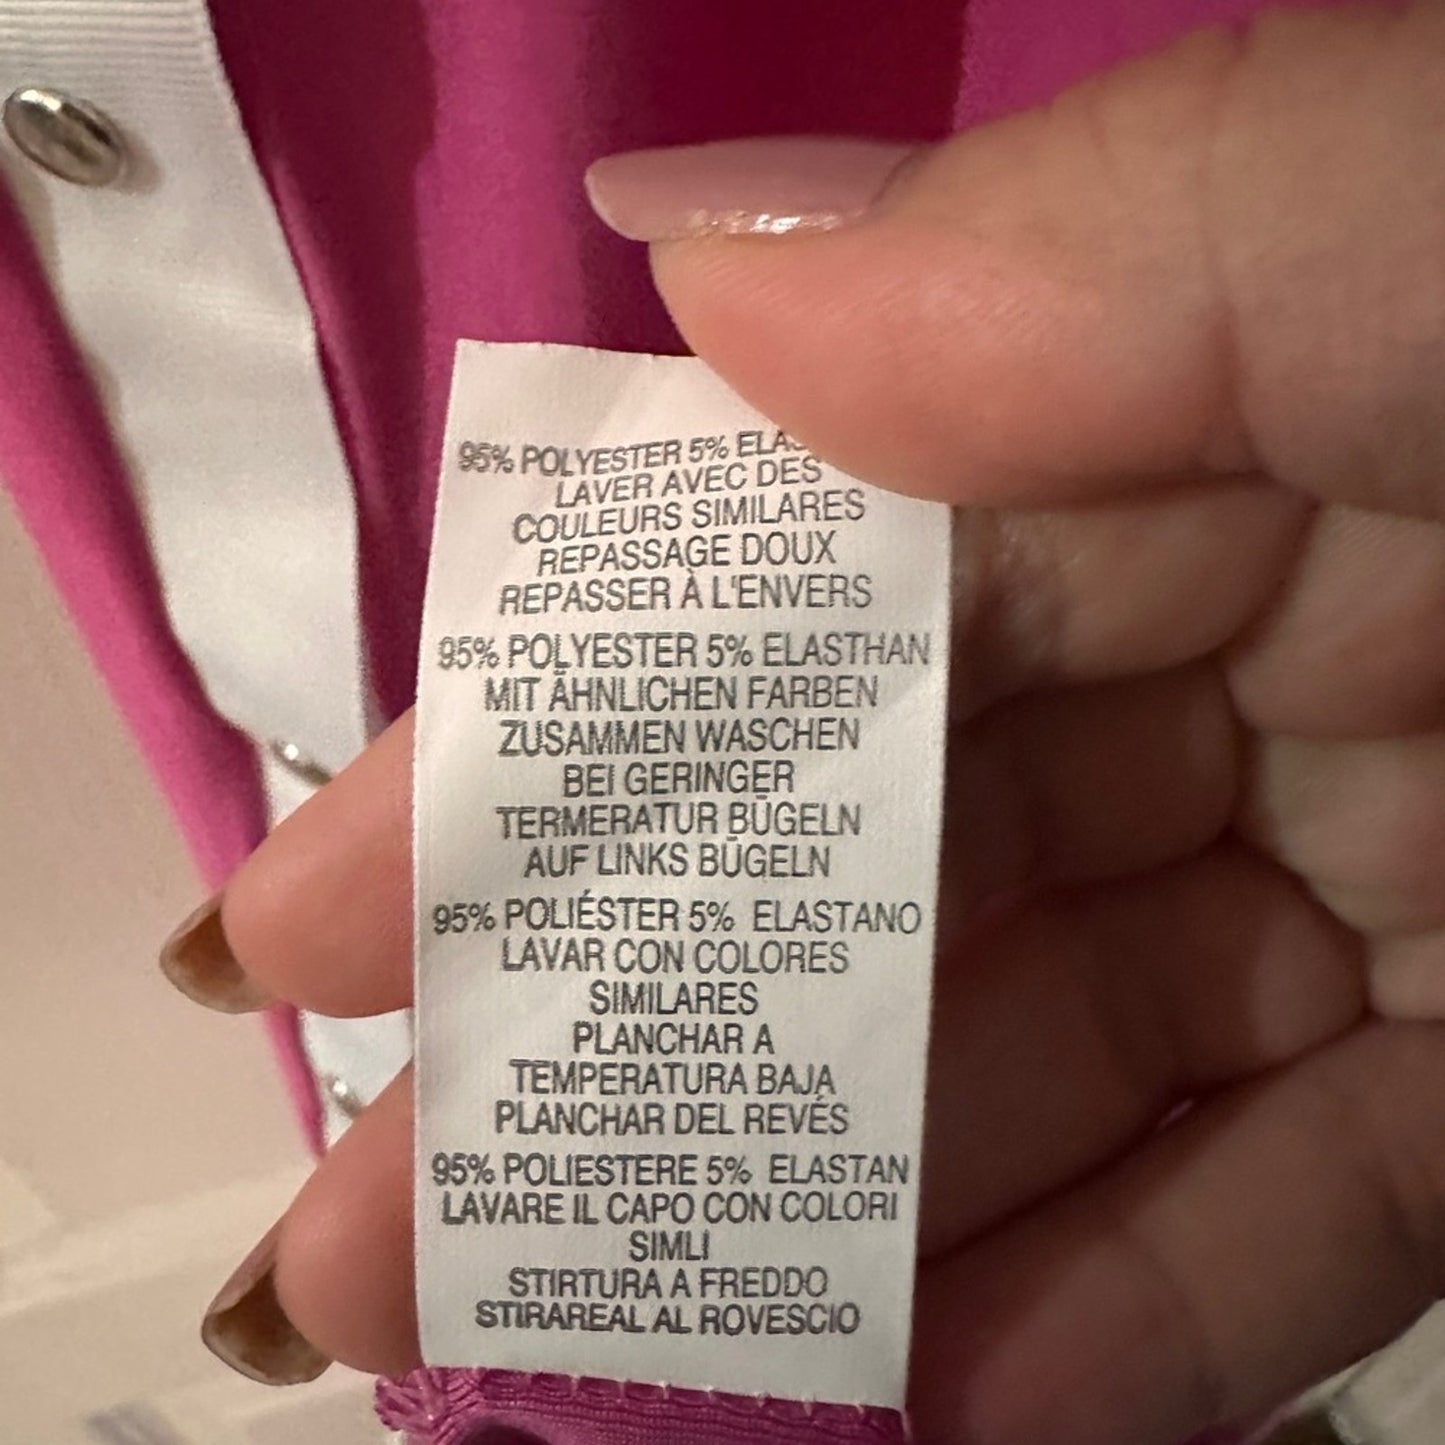 95% POLYESTER 5%
LAVER AVEC DES
COULEURS SIMILARES
REPASSAGE DOUX
REPASSER À L'ENVERS
95% POLYESTER 5% ELASTHAN
MIT ÄHNLICHEN FARBEN
ZUSAMMEN WASCHEN
BEI GERINGER
TERMERATUR BŪGELN
AUF LINKS BŪGELN
95% POLIÉSTER 5% ELASTANO
LAVAR CON COLORES
SIMILARES
PLANCHAR A
TEMPERATURA BAJA
PLANCHAR DEL REVÉS
95% POLIESTERE 5% ELASTAN
LAVARE IL CAPO CON COLORI
SIMLI
STIRTURA A FREDDO
STIRAREAL AL ROVESCIO